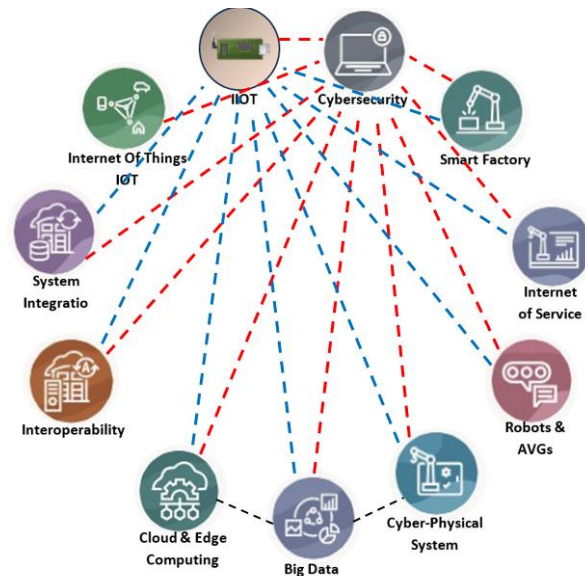 IIOT
Cybersecurity
Internet Of Things
IOT
Smart Factory
System
Integratio
Internet
of Service
Interoperability
Robots &
AVGs
Cloud & Edge
Computing
Cyber-Physical
System
Big Data
A